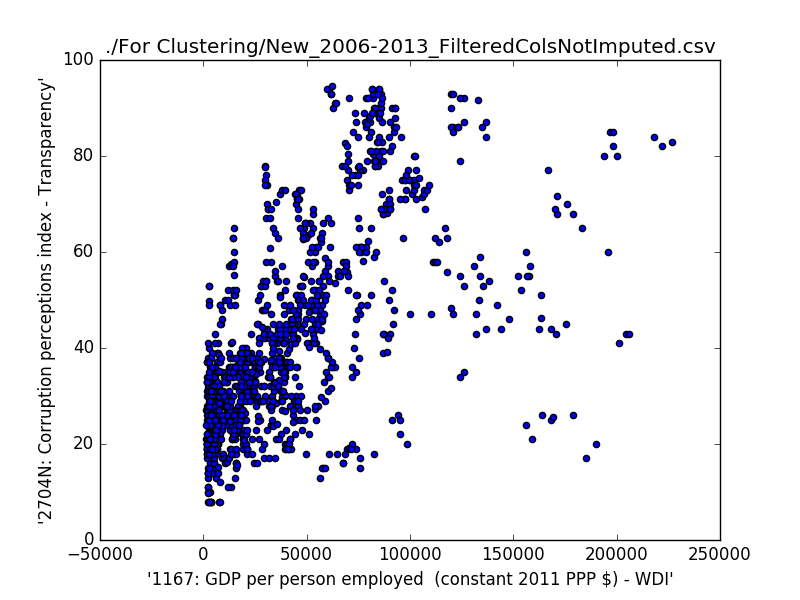 ./For Clustering/New_2006-2013_FilteredColsNotImputed.csv
100
80
60
40
20
0
'2704N: Corruption perceptions index - Transparency'
−50000 0 50000 100000 150000 200000 250000
'1167: GDP per person employed  (constant 2011 PPP $) - WDI'